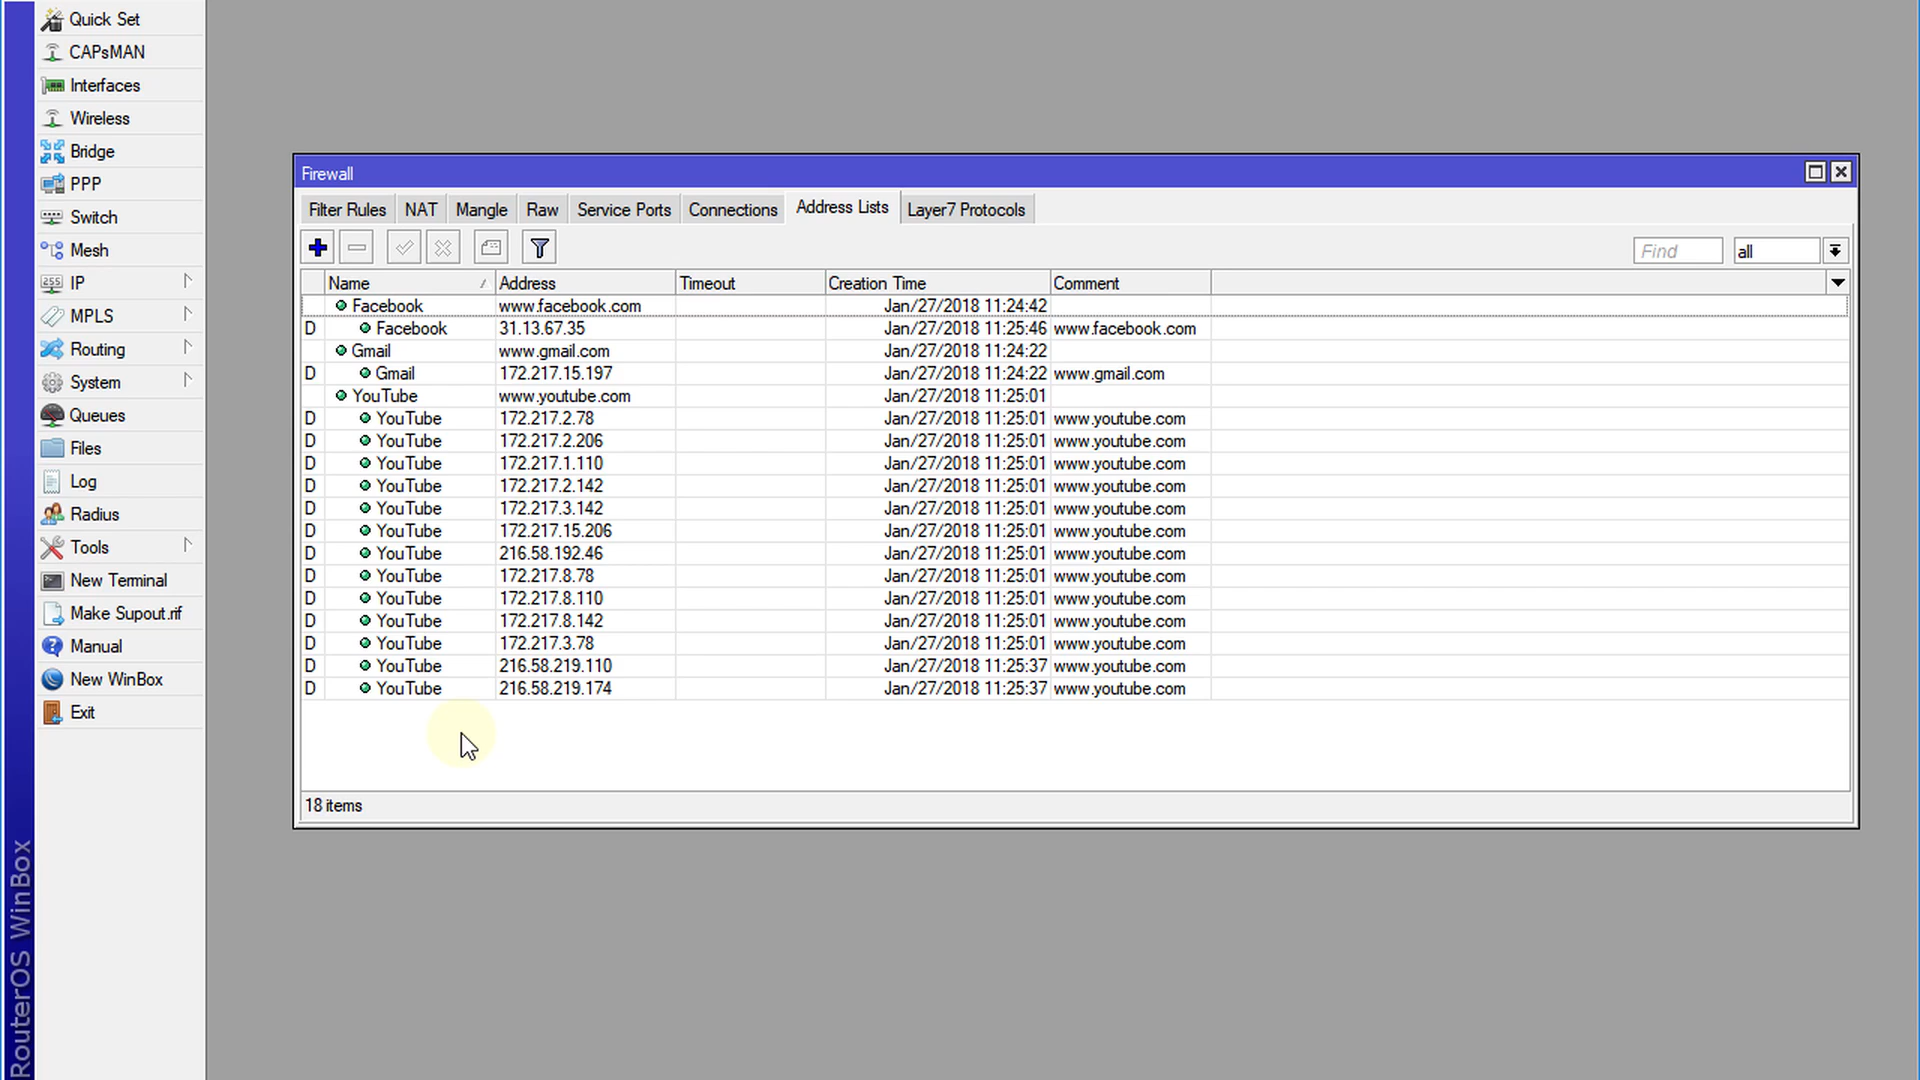 Quick Set
CAPsMAN
Interfaces
Wireless
Bridge
PPP
Switch
Mesh
IP
MPLS
Routing
System
Queues
Files
Log
Radius
Tools
New Terminal
Make Supout.rif
Manual
New WinBox
Exit
RouterOS WinBox
Firewall
Filter Rules NAT Mangle Raw Service Ports Connections Address Lists Layer7 Protocols
Find all
Name Address Timeout Creation Time Comment
Facebook www.facebook.com Jan/27/2018 11:24:42
D Facebook 31.13.67.35 Jan/27/2018 11:25:46 www.facebook.com
Gmail www.gmail.com Jan/27/2018 11:24:22
D Gmail 172.217.15.197 Jan/27/2018 11:24:22 www.gmail.com
YouTube www.youtube.com Jan/27/2018 11:25:01
D YouTube 172.217.2.78 Jan/27/2018 11:25:01 www.youtube.com
D YouTube 172.217.2.206 Jan/27/2018 11:25:01 www.youtube.com
D YouTube 172.217.1.110 Jan/27/2018 11:25:01 www.youtube.com
D YouTube 172.217.2.142 Jan/27/2018 11:25:01 www.youtube.com
D YouTube 172.217.3.142 Jan/27/2018 11:25:01 www.youtube.com
D YouTube 172.217.15.206 Jan/27/2018 11:25:01 www.youtube.com
D YouTube 216.58.192.46 Jan/27/2018 11:25:01 www.youtube.com
D YouTube 172.217.8.78 Jan/27/2018 11:25:01 www.youtube.com
D YouTube 172.217.8.110 Jan/27/2018 11:25:01 www.youtube.com
D YouTube 172.217.8.142 Jan/27/2018 11:25:01 www.youtube.com
D YouTube 172.217.3.78 Jan/27/2018 11:25:01 www.youtube.com
D YouTube 216.58.219.110 Jan/27/2018 11:25:37 www.youtube.com
D YouTube 216.58.219.174 Jan/27/2018 11:25:37 www.youtube.com
18 items